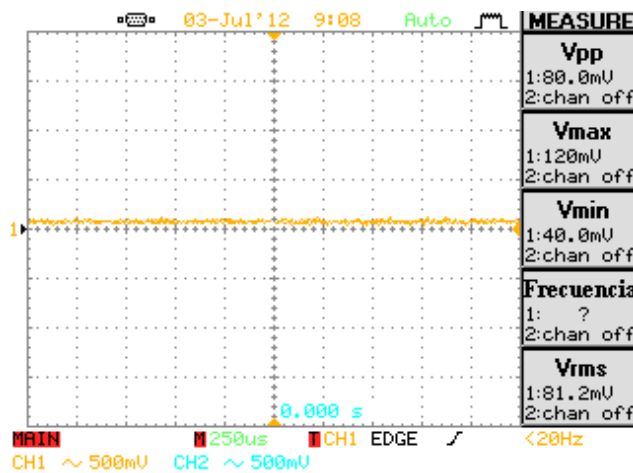 03-Jul'12 9:08 Auto
MEASURE
Vpp
1:80.0mV
2:chan off
Vmax
1:120mV
2:chan off
Vmin
1:40.0mV
2:chan off
Frecuencia
1: ?
2:chan off
Vrms
1:81.2mV
2:chan off
1
0.000 s
MAIN M 250us T CH1 EDGE <20Hz
CH1 ~ 500mV CH2 ~ 500mV